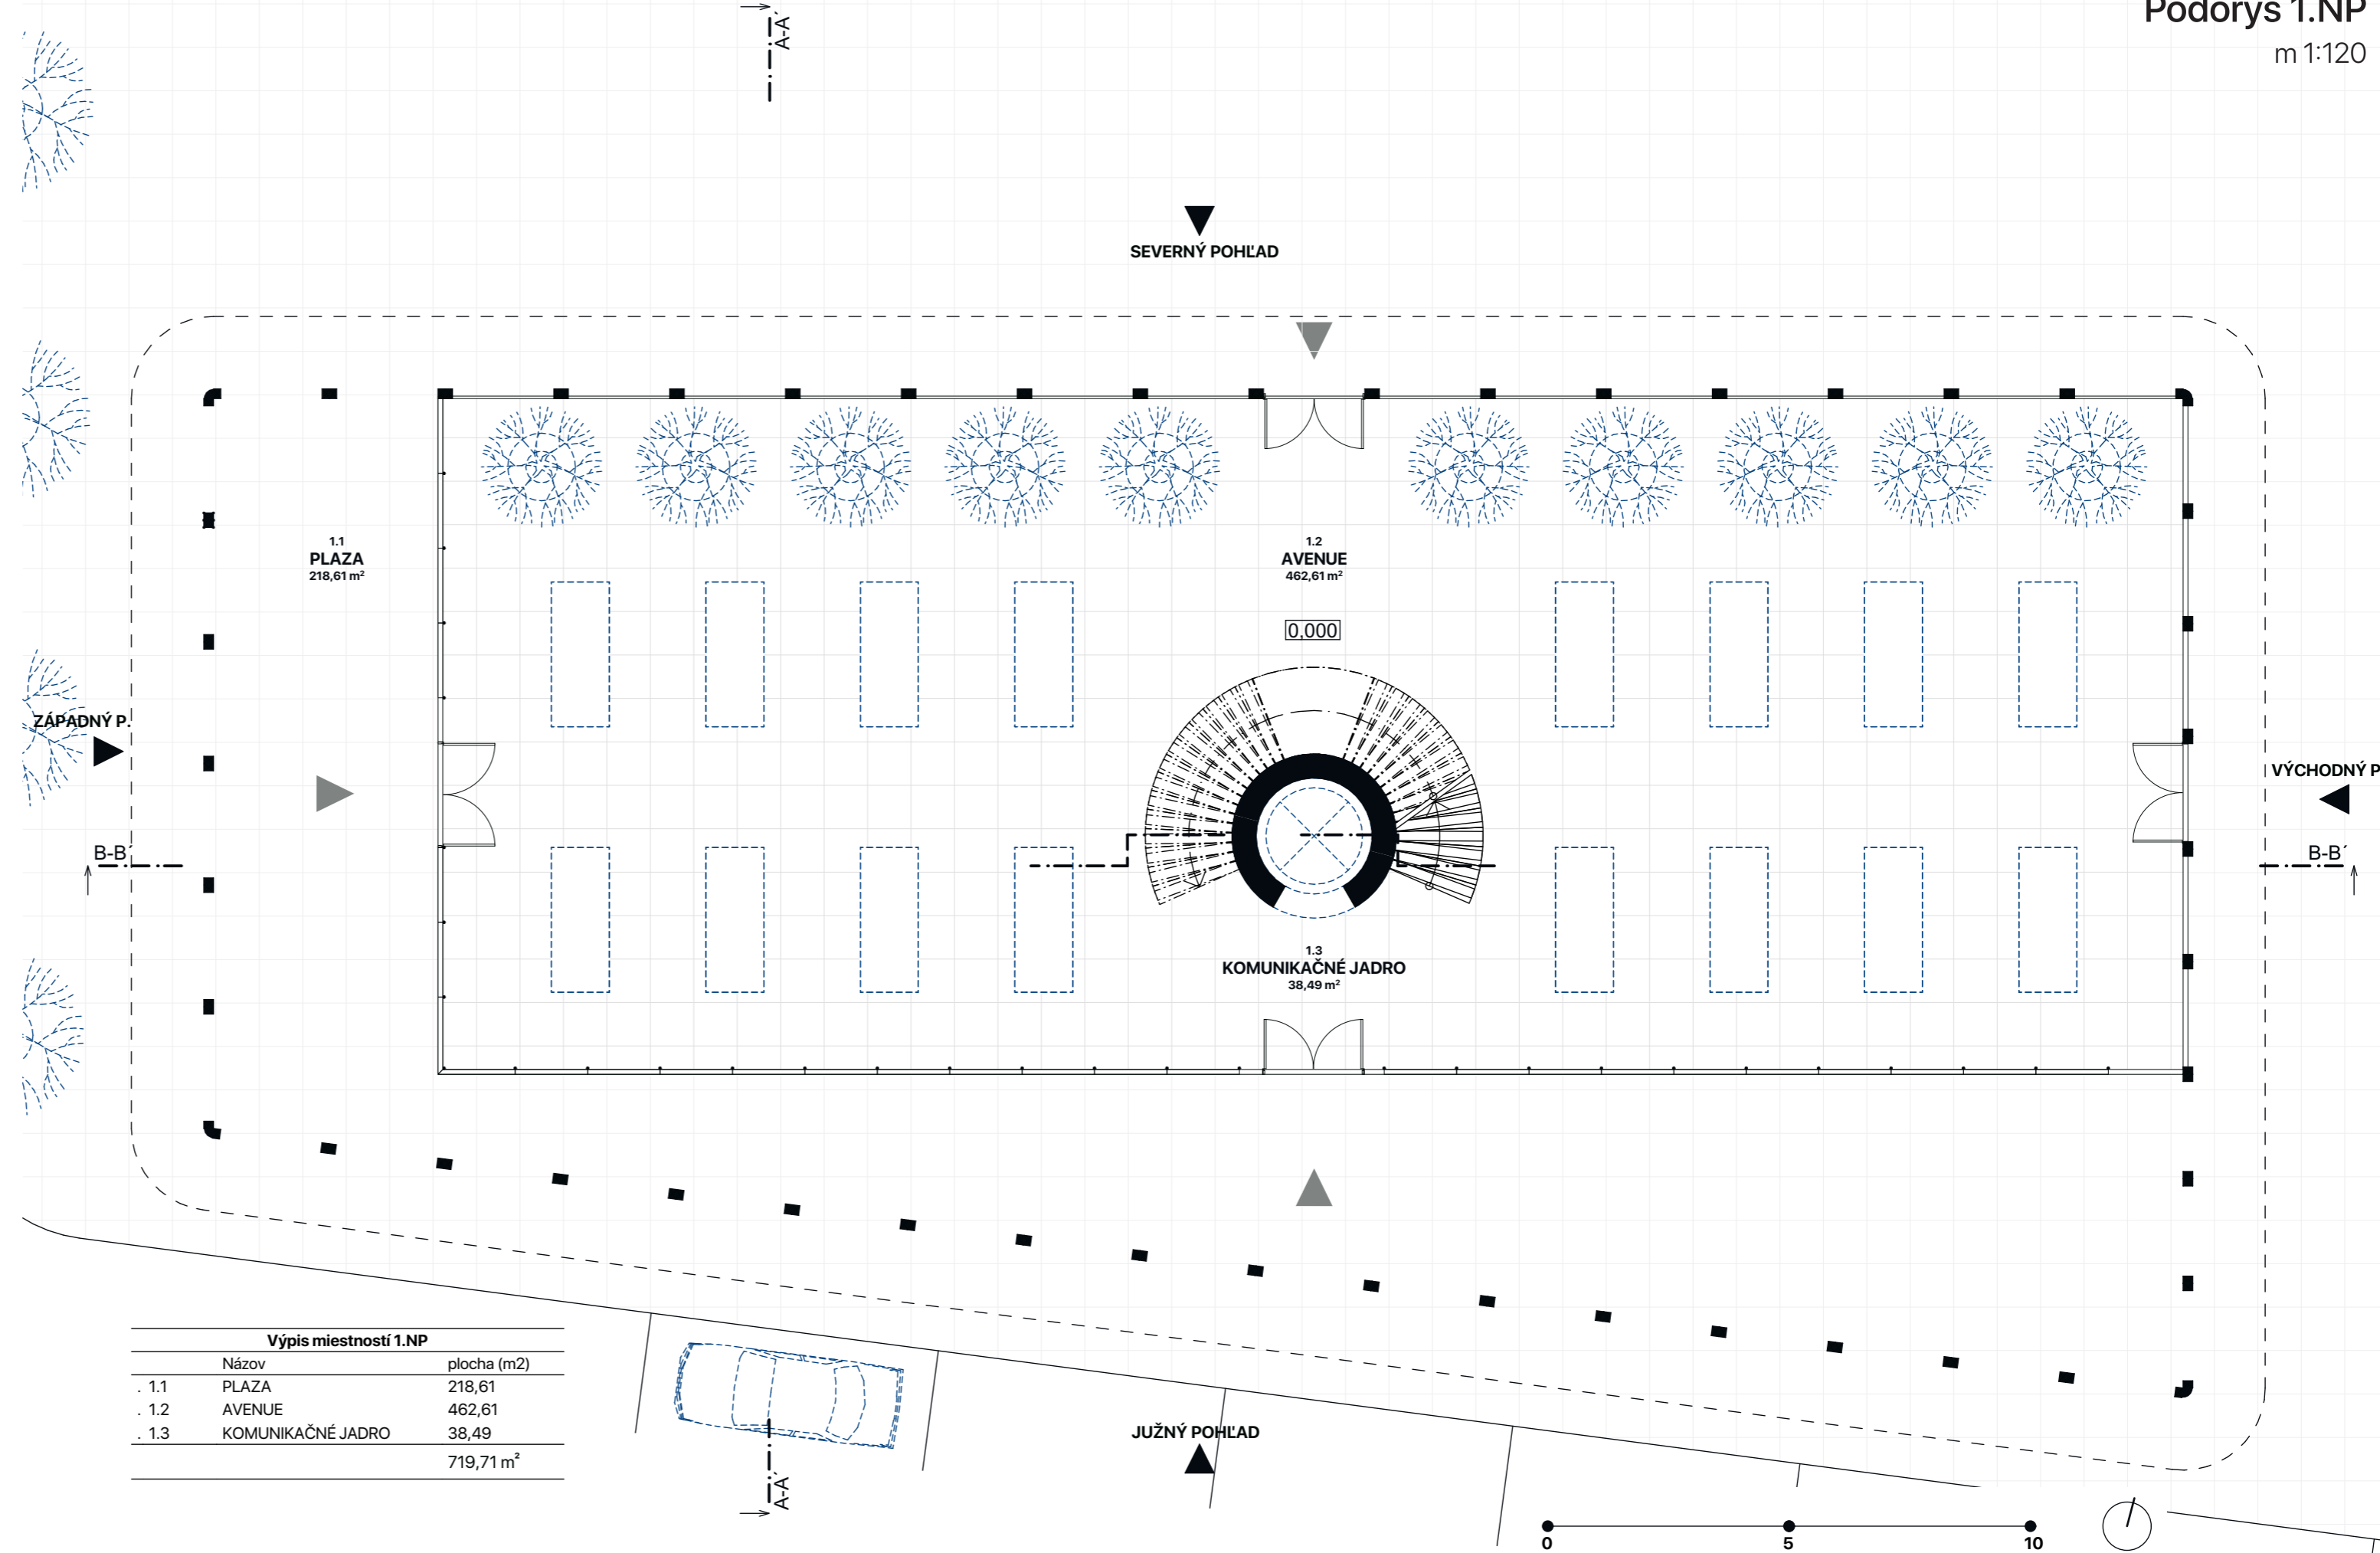 Pôdorys 1.NP
m 1:120
A-A´
SEVERNÝ POHĽAD
1.1
PLAZA
218,61 m²
1.2
AVENUE
462,61 m²
0,000
ZÁPADNÝ P.
VÝCHODNÝ P
B-B´
B-B´
1.3
KOMUNIKAČNÉ JADRO
38,49 m²
Výpis miestností 1.NP
Názov plocha (m2)
. 1.1 PLAZA 218,61
. 1.2 AVENUE 462,61
. 1.3 KOMUNIKAČNÉ JADRO 38,49
719,71 m²
JUŽNÝ POHĽAD
A-A´
0 5 10